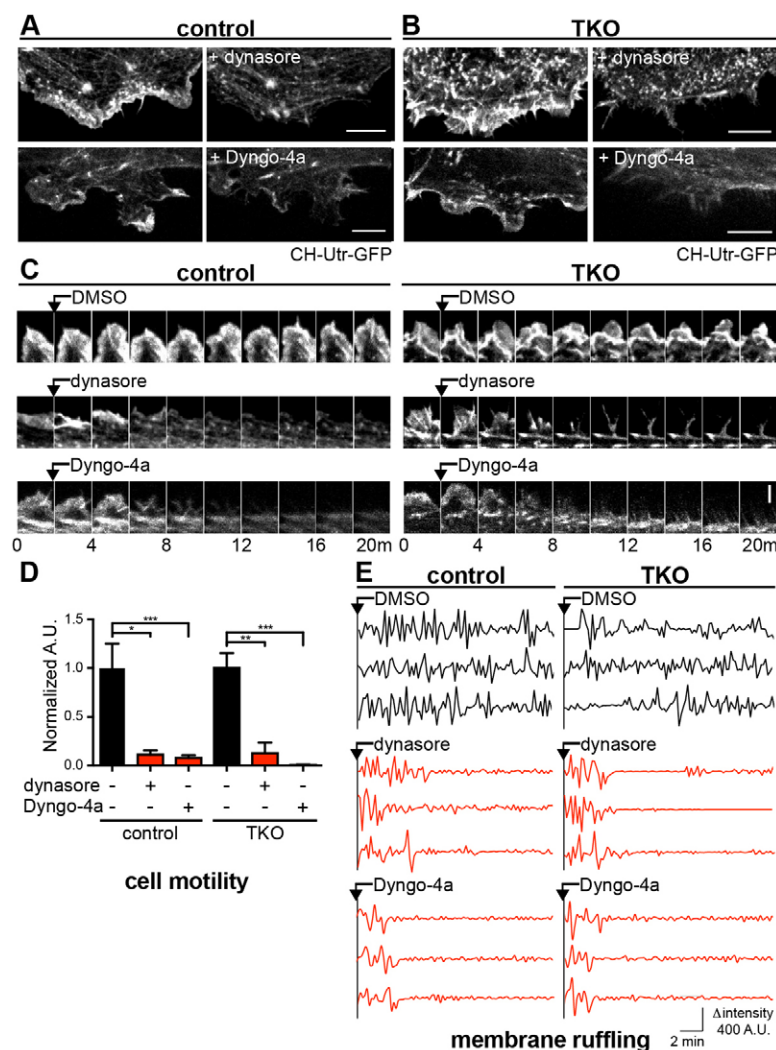 A control
B TKO
+ dynasore
+ dynasore
+ Dyngo-4a
+ Dyngo-4a
CH-Utr-GFP
CH-Utr-GFP
C control
TKO
DMSO
DMSO
dynasore
dynasore
Dyngo-4a
Dyngo-4a
0 4 8 12 16 20m
0 4 8 12 16 20m
D
Normalized A.U.
1.5
1.0
0.5
0.0
***
*
***
**
dynasore - + - - + -
Dyngo-4a - - + - - +
control TKO
cell motility
E control TKO
DMSO DMSO
dynasore dynasore
Dyngo-4a Dyngo-4a
Δ intensity
400 A.U.
2 min
membrane ruffling